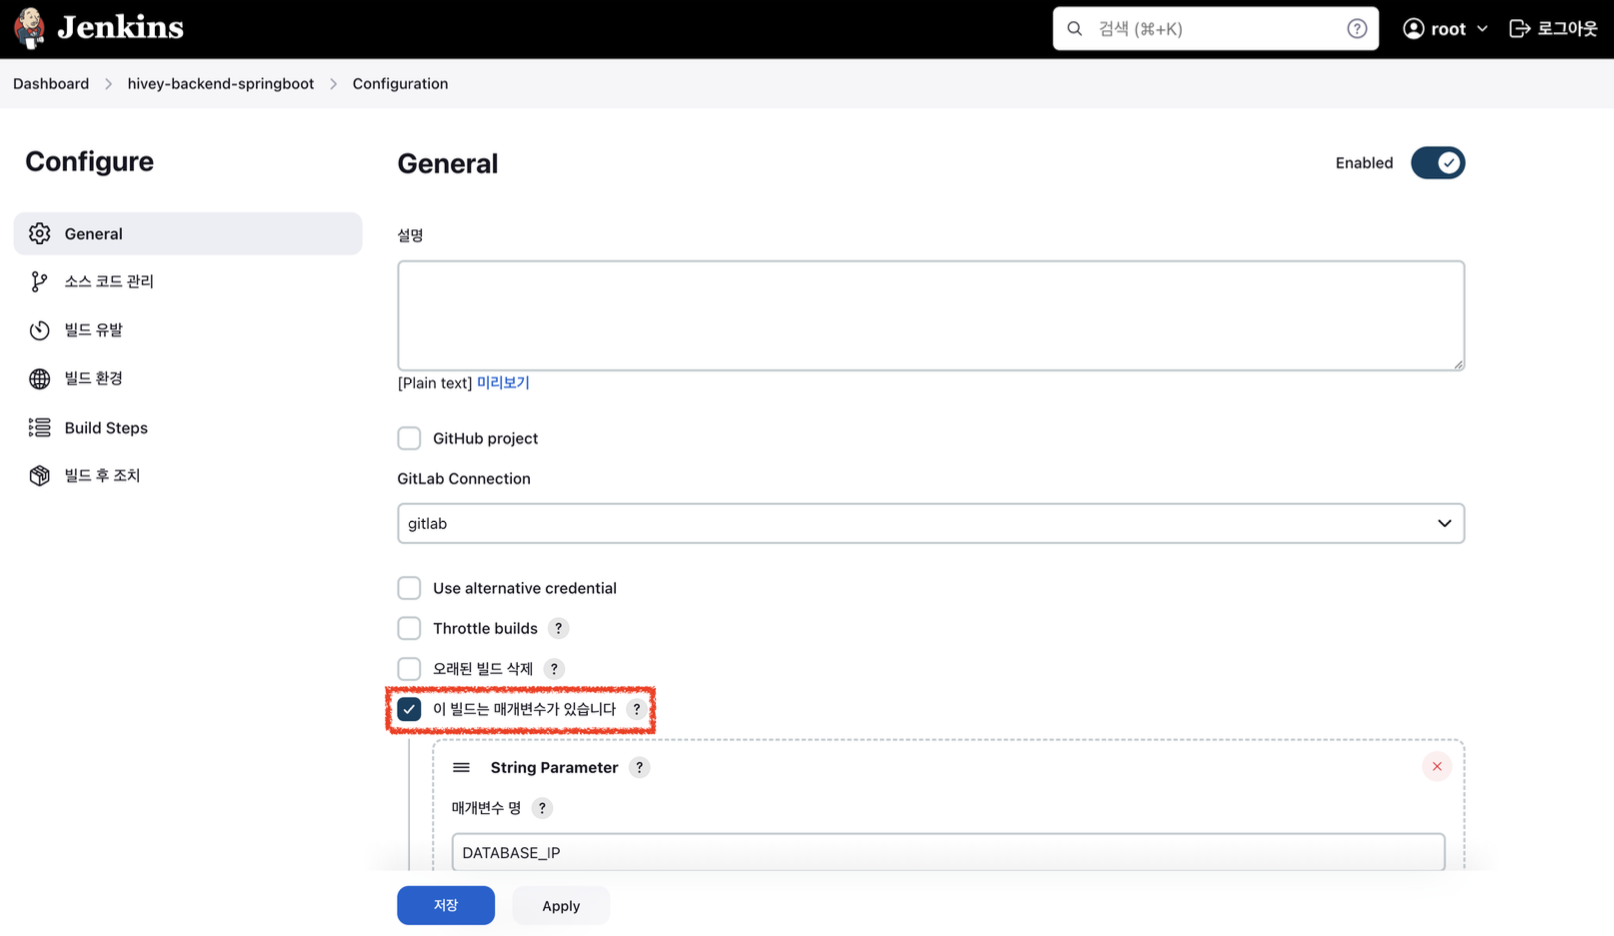 Jenkins
검색 (⌘+K)
root
로그아웃
Dashboard
hivey-backend-springboot
Configuration
Configure
General
소스 코드 관리
빌드 유발
빌드 환경
Build Steps
빌드 후 조치
General
Enabled
설명
[Plain text] 미리보기
GitHub project
GitLab Connection
gitlab
Use alternative credential
Throttle builds ?
오래된 빌드 삭제 ?
이 빌드는 매개변수가 있습니다 ?
String Parameter ?
매개변수 명 ?
DATABASE_IP
저장
Apply